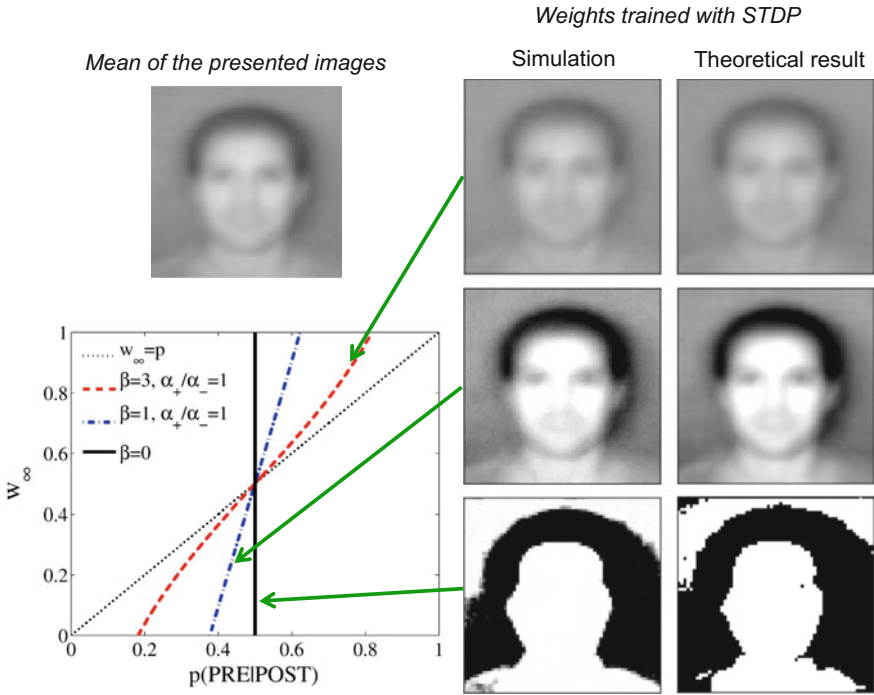 Weights trained with STDP
Mean of the presented images
Simulation
Theoretical result
w∞=p
β=3, α+/α−=1
β=1, α+/α−=1
β=0
w∞
1
0.8
0.6
0.4
0.2
0
0 0.2 0.4 0.6 0.8 1
p(PRE|POST)